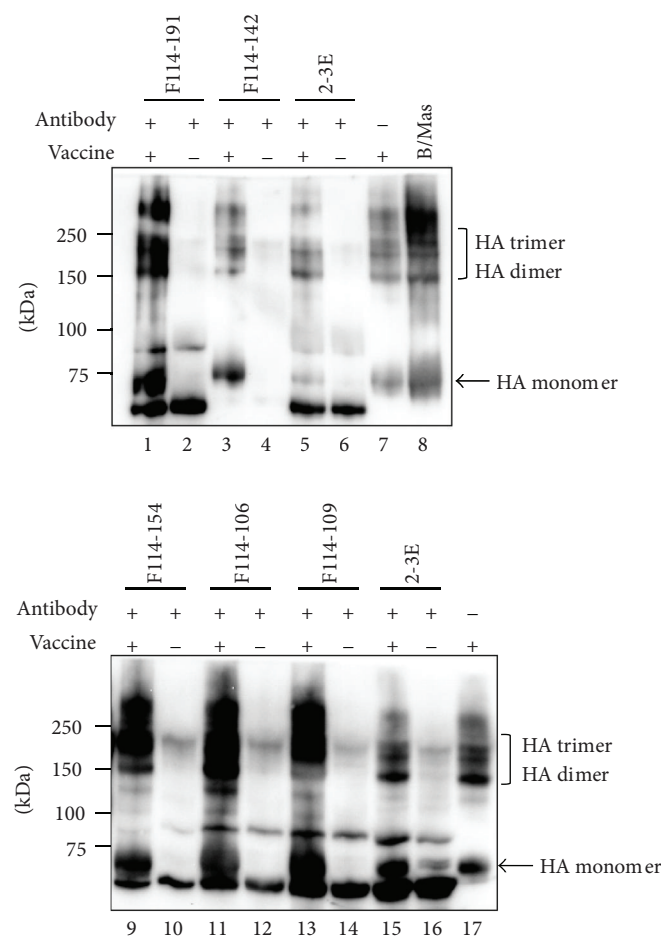 F114-191 F114-142 2-3E
Antibody + + + + + + – B/Mas
Vaccine + – + – + – +
250
150
100
75
(kDa)
HA trimer
HA dimer
HA monomer
1 2 3 4 5 6 7 8
F114-154 F114-106 F114-109 2-3E
Antibody + + + + + + + + –
Vaccine + – + – + – + – +
250
150
100
75
(kDa)
HA trimer
HA dimer
HA monomer
9 10 11 12 13 14 15 16 17